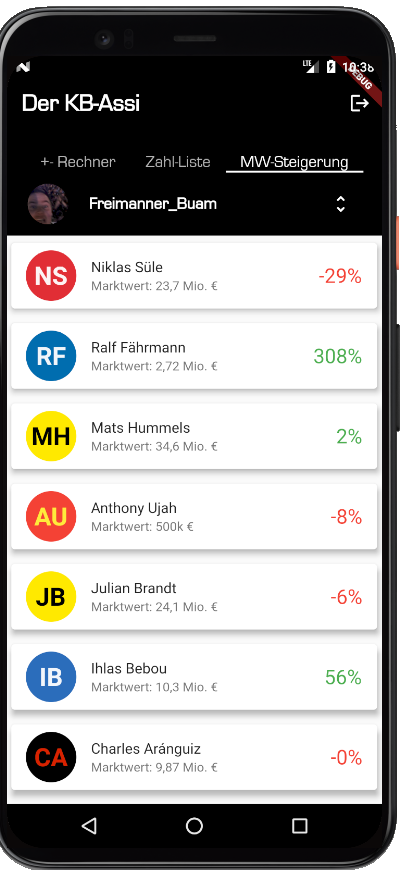 LTE 10:38
DEBUG
Der KB-Assi
+- Rechner Zahl-Liste MW-Steigerung
Freimanner_Buam
NS Niklas Süle -29%
Marktwert: 23,7 Mio. €
RF Ralf Fährmann 308%
Marktwert: 2,72 Mio. €
MH Mats Hummels 2%
Marktwert: 34,6 Mio. €
AU Anthony Ujah -8%
Marktwert: 500k €
JB Julian Brandt -6%
Marktwert: 24,1 Mio. €
IB Ihlas Bebou 56%
Marktwert: 10,3 Mio. €
CA Charles Aránguiz -0%
Marktwert: 9,87 Mio. €